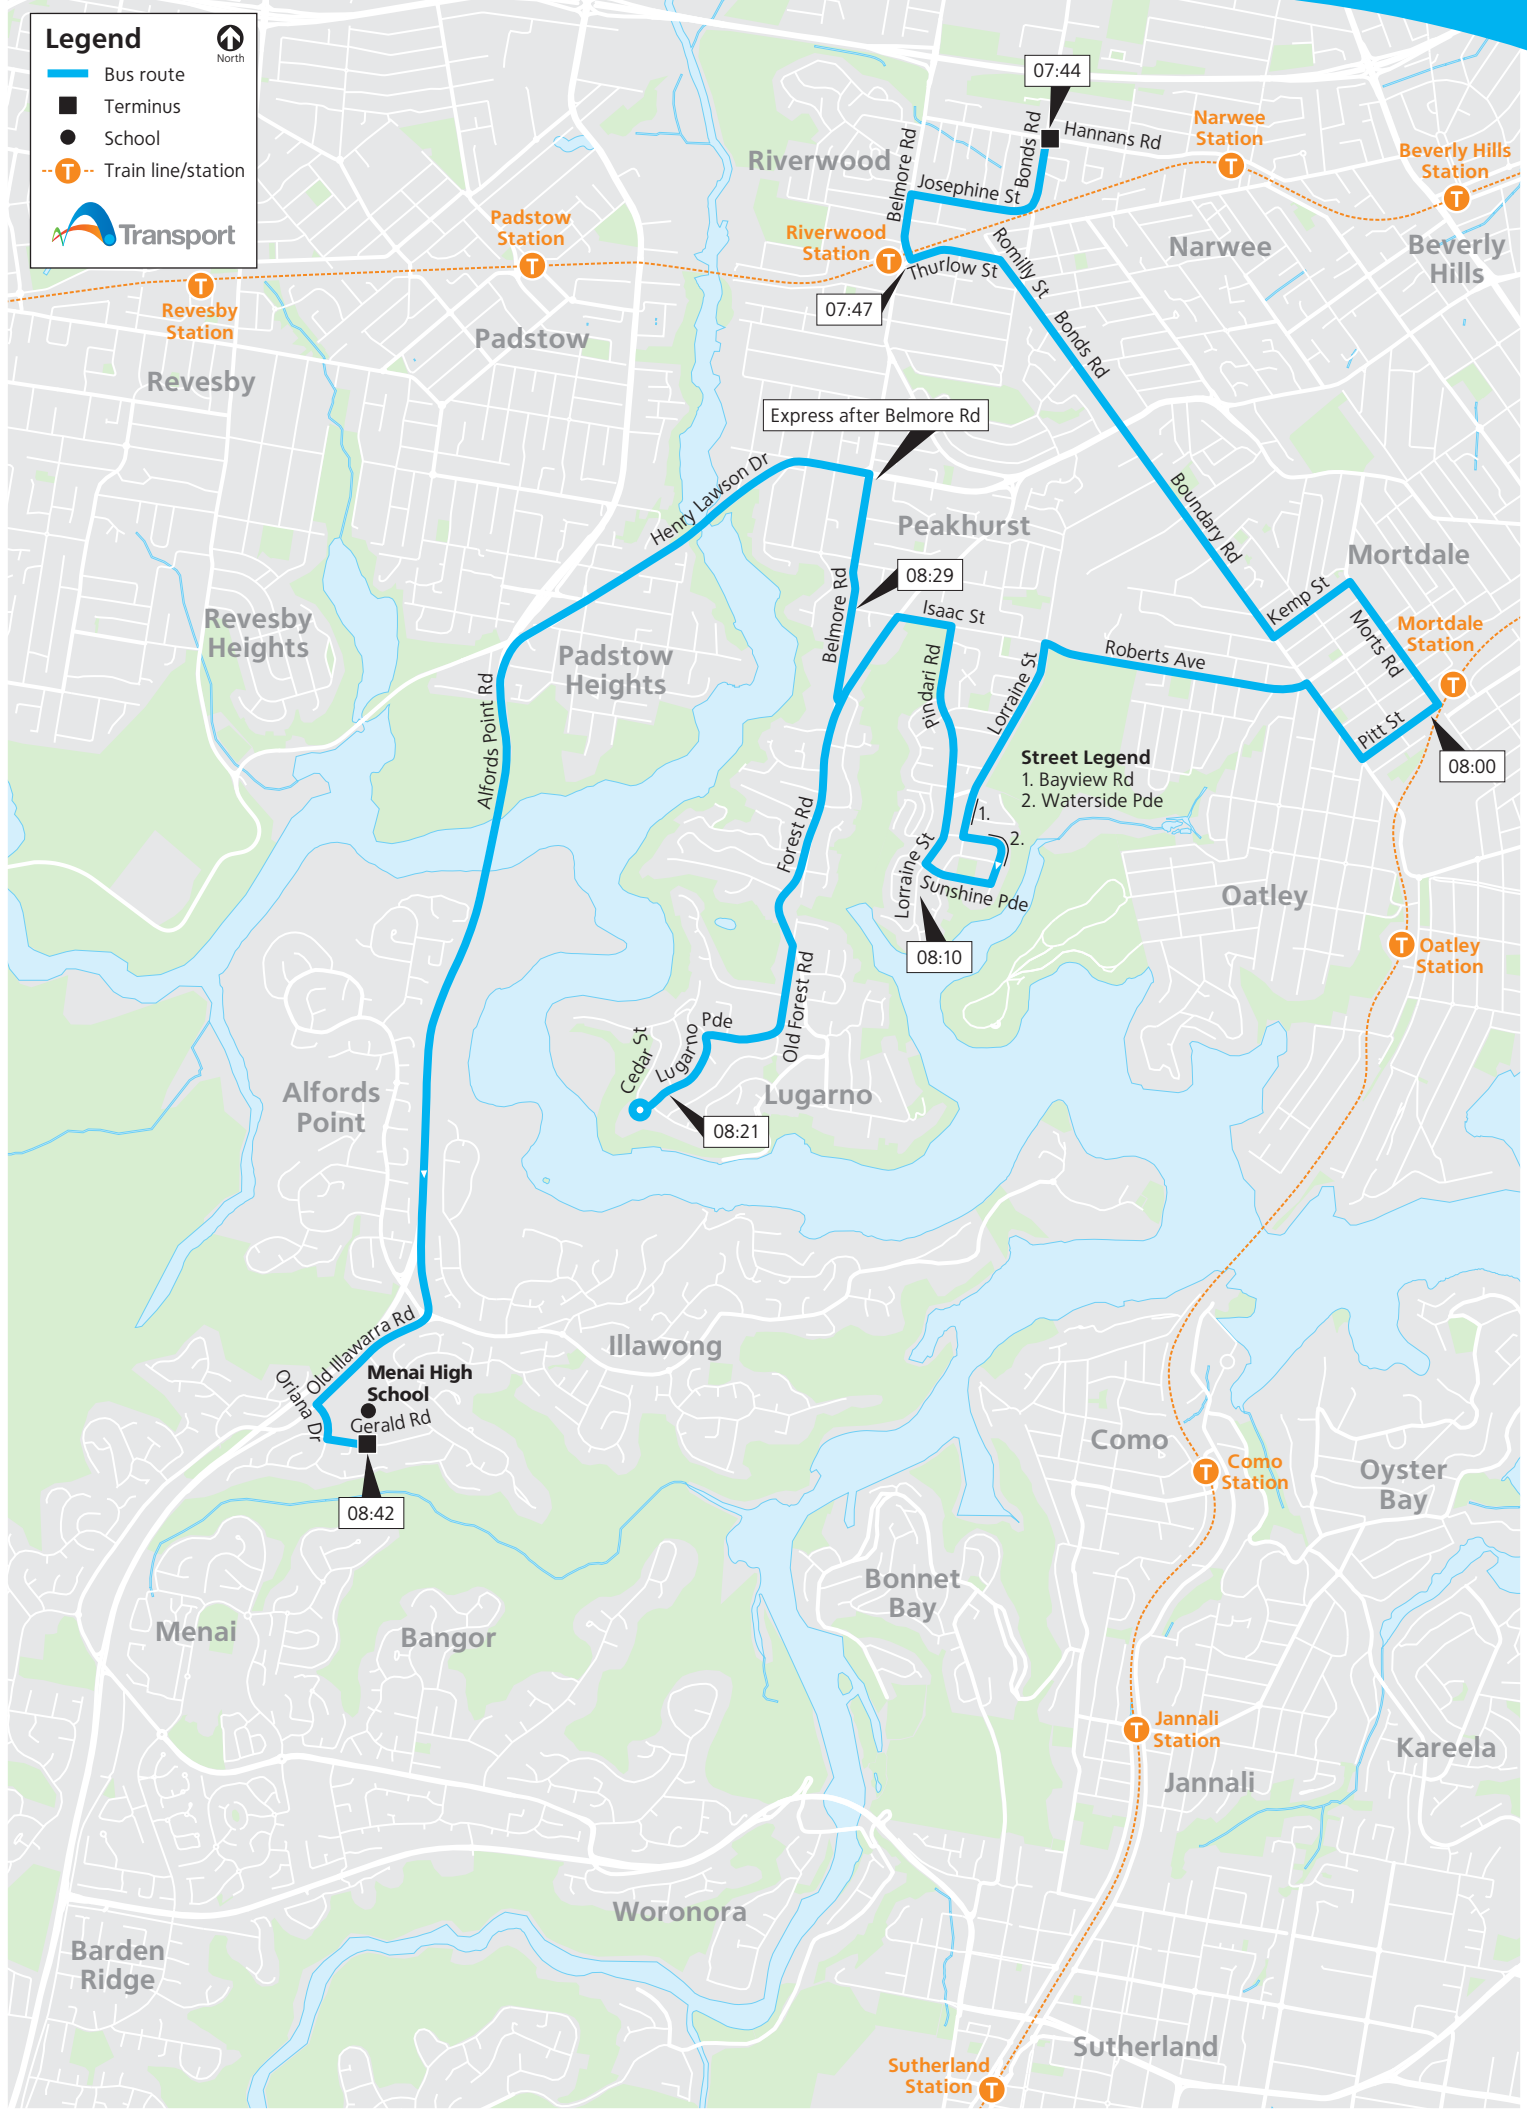 Legend
North
Bus route
Terminus
School
T
Train line/station
Transport
07:44
Hannans Rd
Bonds Rd
Belmore Rd
Josephine St
Riverwood
Narwee
Station
T
Beverly Hills
Station
T
Padstow
Station
T
Riverwood
Station
T
Thurlow St
Romilly St
Narwee
Beverly
Hills
T
Revesby
Station
07:47
Bonds Rd
Padstow
Revesby
Express after Belmore Rd
Henry Lawson Dr
Peakhurst
Boundary Rd
Mortdale
08:29
Belmore Rd
Isaac St
Kemp St
Morts Rd
Mortdale
Station
T
Revesby
Heights
Padstow
Heights
Pindari Rd
Lorraine St
Roberts Ave
Alfords Point Rd
Pitt St
08:00
Street Legend
1. Bayview Rd
2. Waterside Pde
1.
2.
Forest Rd
Lorraine St
Sunshine Pde
Oatley
08:10
T
Oatley
Station
Old Forest Rd
Cedar St
Lugarno
Pde
Lugarno
08:21
Alfords
Point
Illawong
Old Illawarra Rd
Oriana Dr
Menai High
School
Gerald Rd
08:42
Como
T
Como
Station
Oyster
Bay
Bonnet
Bay
Menai
Bangor
T
Jannali
Station
Jannali
Kareela
Woronora
Barden
Ridge
Sutherland
Sutherland
Station
T